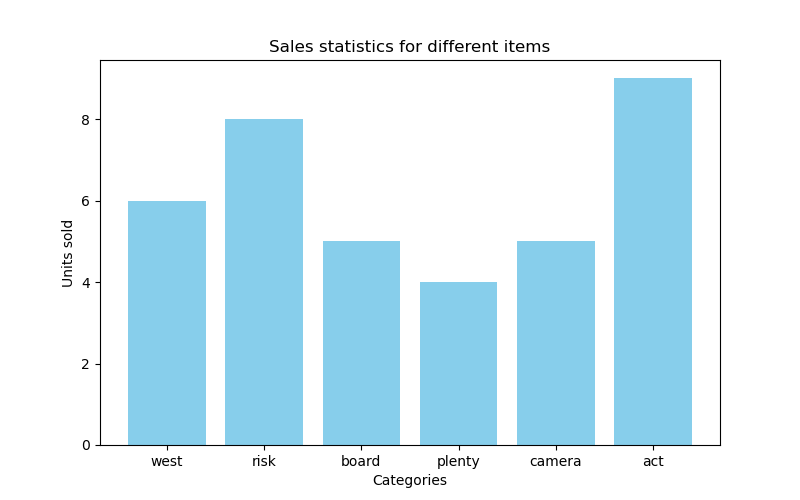 Sales statistics for different items
Units sold
8
6
4
2
0
west risk board plenty camera act
Categories